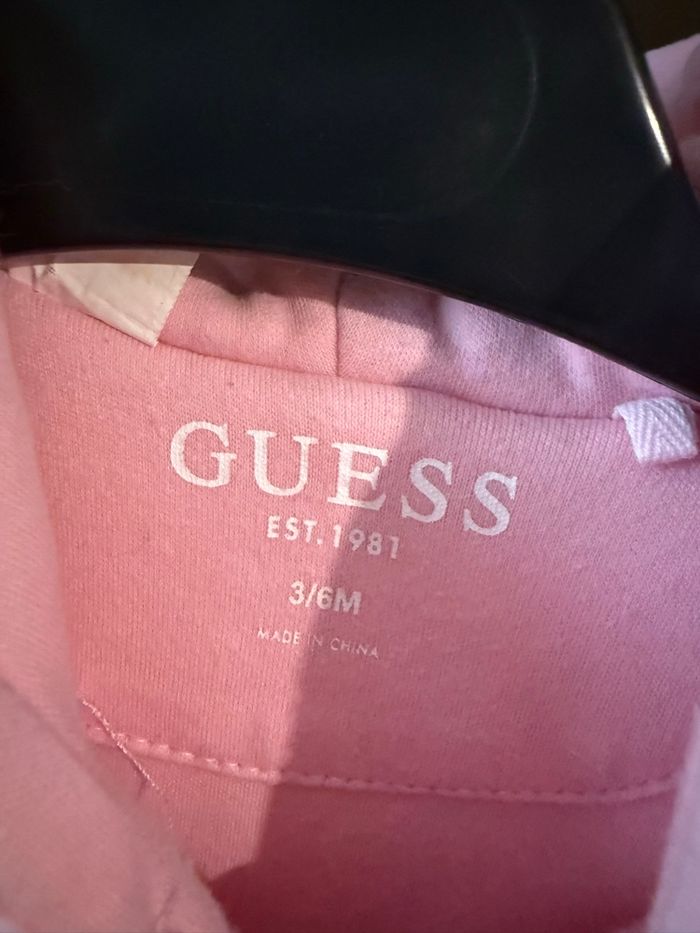 GUESS
EST. 1981
3/6M
MADE IN CHINA